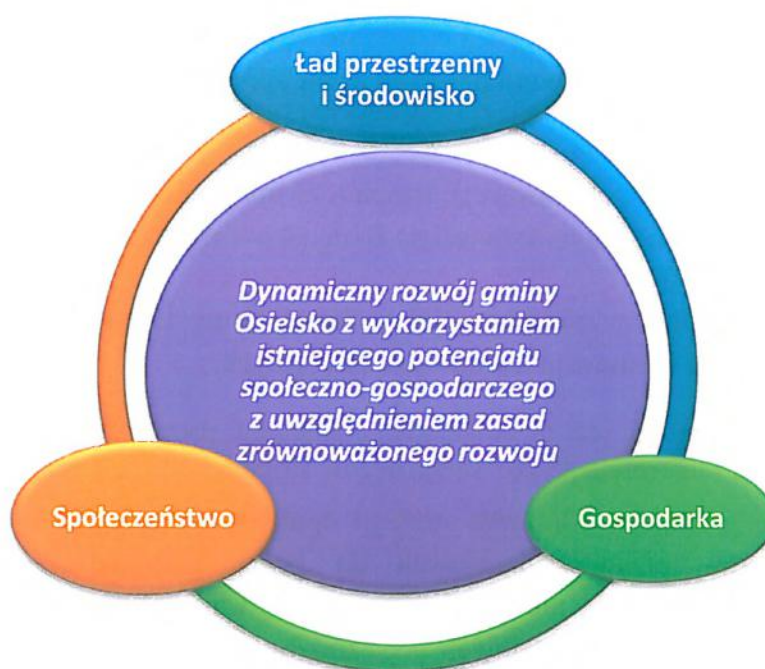 Ład przestrzenny
i środowisko
Dynamiczny rozwój gminy
Osielsko z wykorzystaniem
istniejącego potencjału
społeczno-gospodarczego
z uwzględnieniem zasad
zrównoważonego rozwoju
Społeczeństwo
Gospodarka